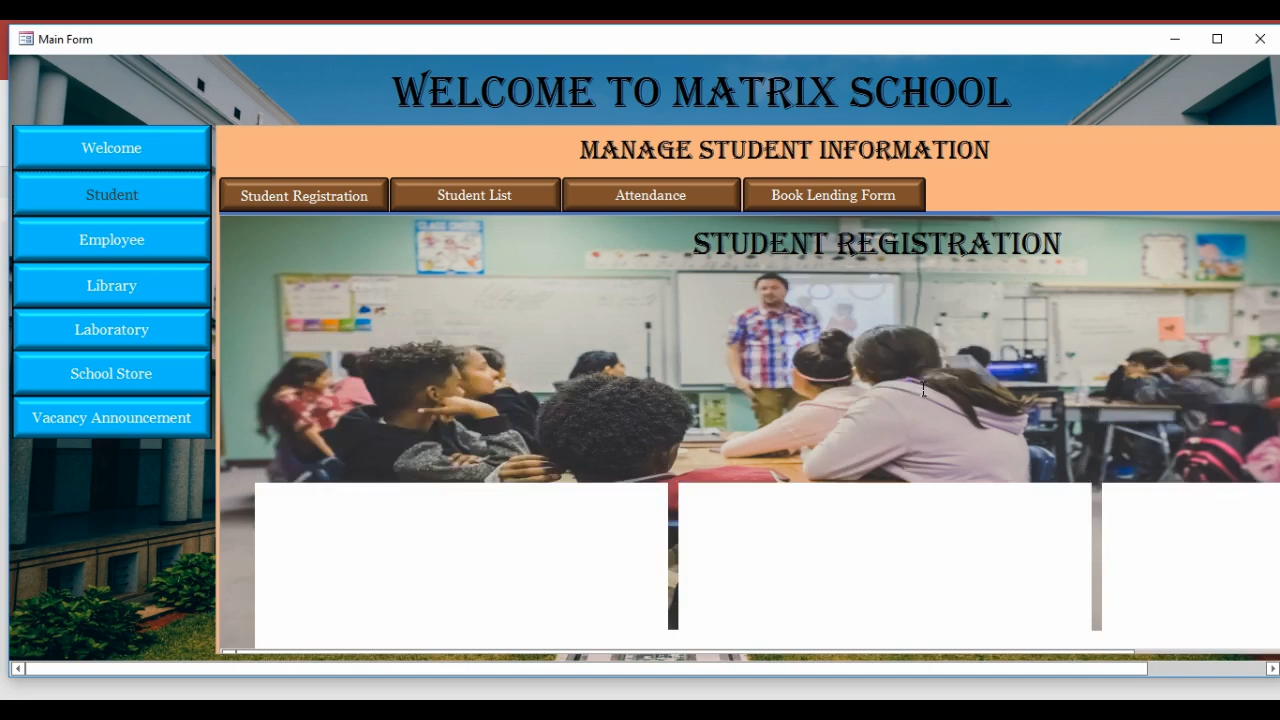 Main Form
WELCOME TO MATRIX SCHOOL
Welcome
Student
Employee
Library
Laboratory
School Store
Vacancy Announcement
MANAGE STUDENT INFORMATION
Student Registration
Student List
Attendance
Book Lending Form
STUDENT REGISTRATION